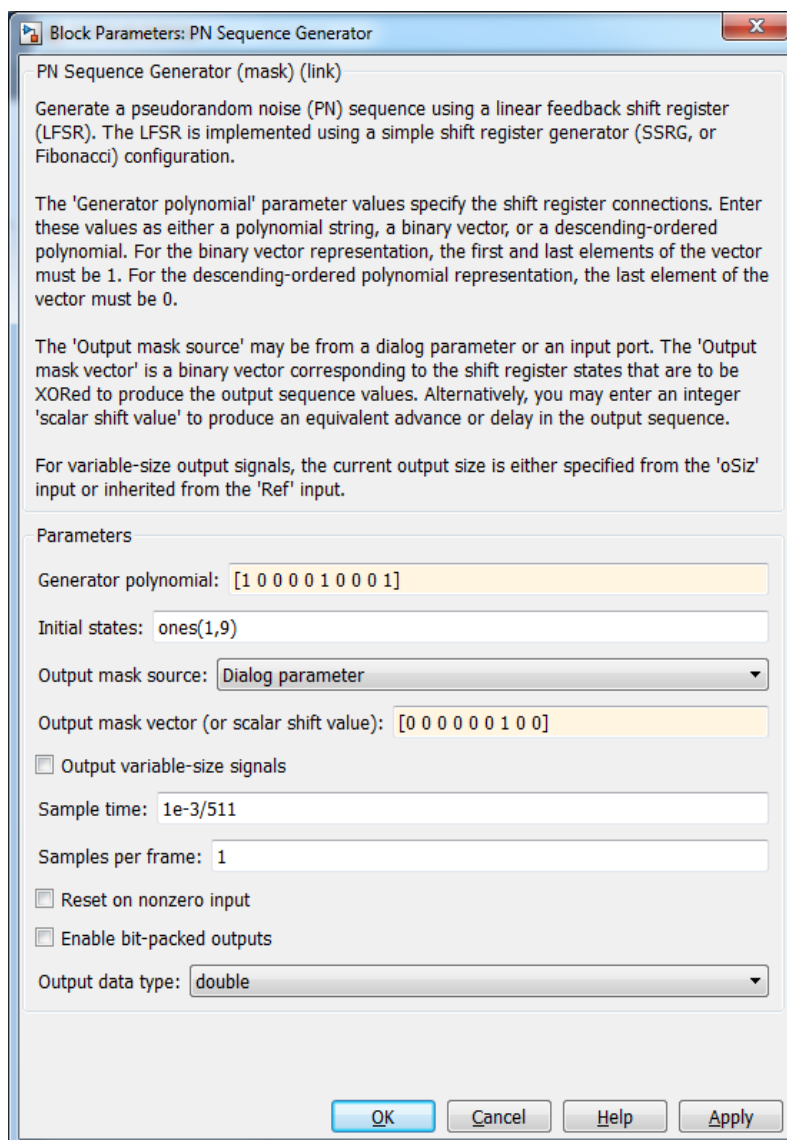 Block Parameters: PN Sequence Generator
PN Sequence Generator (mask) (link)
Generate a pseudorandom noise (PN) sequence using a linear feedback shift register
(LFSR). The LFSR is implemented using a simple shift register generator (SSRG, or
Fibonacci) configuration.
The 'Generator polynomial' parameter values specify the shift register connections. Enter
these values as either a polynomial string, a binary vector, or a descending-ordered
polynomial. For the binary vector representation, the first and last elements of the vector
must be 1. For the descending-ordered polynomial representation, the last element of the
vector must be 0.
The 'Output mask source' may be from a dialog parameter or an input port. The 'Output
mask vector' is a binary vector corresponding to the shift register states that are to be
XORed to produce the output sequence values. Alternatively, you may enter an integer
'scalar shift value' to produce an equivalent advance or delay in the output sequence.
For variable-size output signals, the current output size is either specified from the 'oSiz'
input or inherited from the 'Ref' input.
Parameters
Generator polynomial: [1 0 0 0 0 1 0 0 0 1]
Initial states: ones(1,9)
Output mask source: Dialog parameter
Output mask vector (or scalar shift value): [0 0 0 0 0 0 1 0 0]
Output variable-size signals
Sample time: 1e-3/511
Samples per frame: 1
Reset on nonzero input
Enable bit-packed outputs
Output data type: double
OK Cancel Help Apply